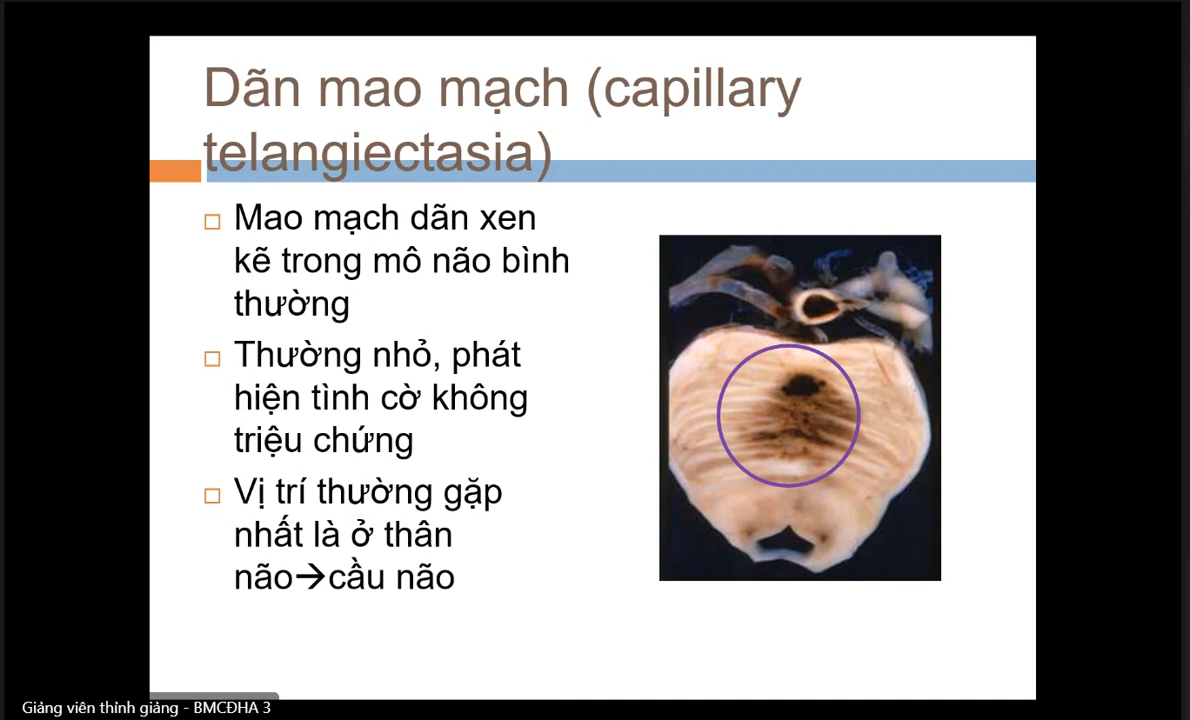 Dãn mao mạch (capillary
telangiectasia)
Mao mạch dãn xen
kẽ trong mô não bình
thường
Thường nhỏ, phát
hiện tình cờ không
triệu chứng
Vị trí thường gặp
nhất là ở thân
não→cầu não
Giảng viên thỉnh giảng - BMCĐHA 3